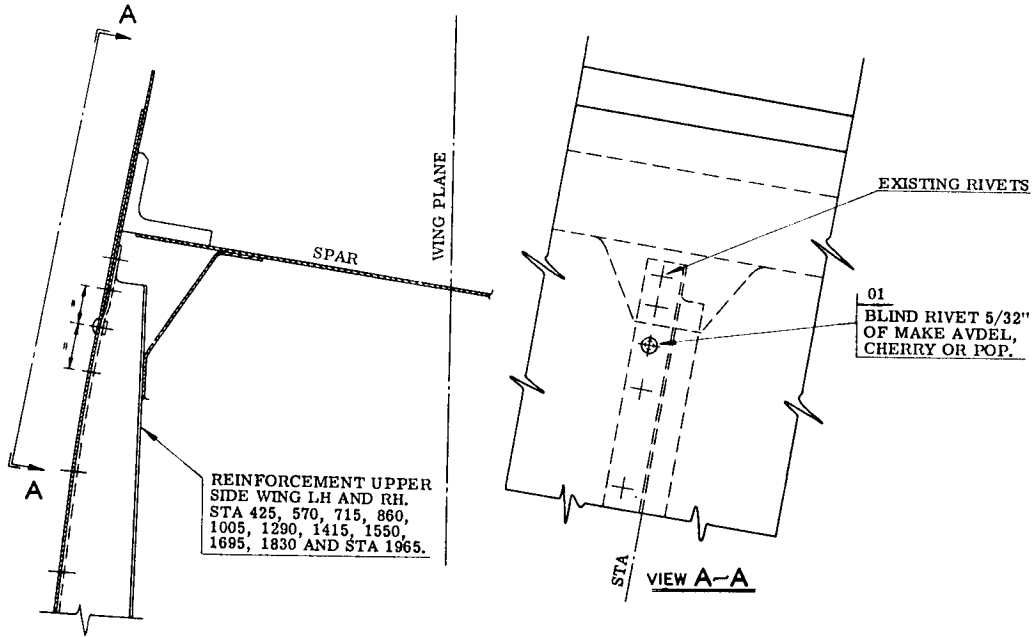 A
A
WING PLANE
SPAR
REINFORCEMENT UPPER
SIDE WING LH AND RH.
STA 425, 570, 715, 860,
1005, 1290, 1415, 1550,
1695, 1830 AND STA 1965.
EXISTING RIVETS
01
BLIND RIVET 5/32"
OF MAKE AVDEL,
CHERRY OR POP.
STA
VIEW A~A